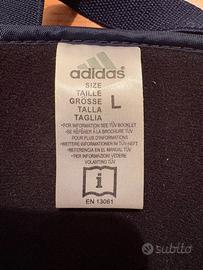 adidas
SIZE
TAILLE
GRÖSSE
TALLA
TAGLIA
L
*FOR INFORMATION SEE TÜV BOOKLET
*SE RÉFÉRER À LA BROCHURE TÜV
POUR PLUS D'INFORMATIONS
*WEITERE INFORMATIONEN IM TÜV-HEFT
*REFERENCIA EN EL MANUAL TÜV
*PER INFORMAZIONI VEDERE
VOLANTINO TÜV
i
EN 13061
subito